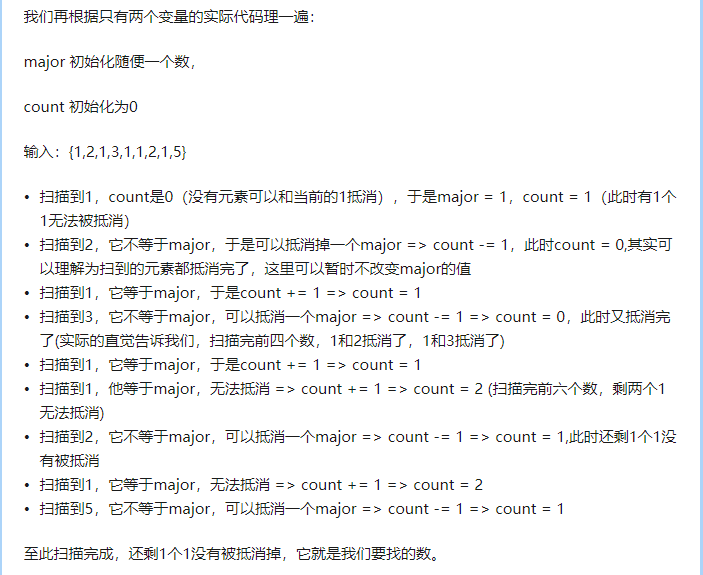 我们再根据只有两个变量的实际代码理一遍：
major 初始化随便一个数，
count 初始化为0
输入：{1,2,1,3,1,1,2,1,5}
• 扫描到1，count是0（没有元素可以和当前的1抵消），于是major = 1，count = 1（此时有1个
1无法被抵消）
• 扫描到2，它不等于major，于是可以抵消掉一个major => count -= 1，此时count = 0,其实可
以理解为扫到的元素都抵消完了，这里可以暂时不改变major的值
• 扫描到1，它等于major，于是count += 1 => count = 1
• 扫描到3，它不等于major，可以抵消一个major => count -= 1 => count = 0，此时又抵消完
了(实际的直觉告诉我们，扫描完前四个数，1和2抵消了，1和3抵消了)
• 扫描到1，它等于major，于是count += 1 => count = 1
• 扫描到1，他等于major，无法抵消 => count += 1 => count = 2 (扫描完前六个数，剩两个1
无法抵消)
• 扫描到2，它不等于major，可以抵消一个major => count -= 1 => count = 1,此时还剩1个1没
有被抵消
• 扫描到1，它等于major，无法抵消 => count += 1 => count = 2
• 扫描到5，它不等于major，可以抵消一个major => count -= 1 => count = 1
至此扫描完成，还剩1个1没有被抵消掉，它就是我们要找的数。